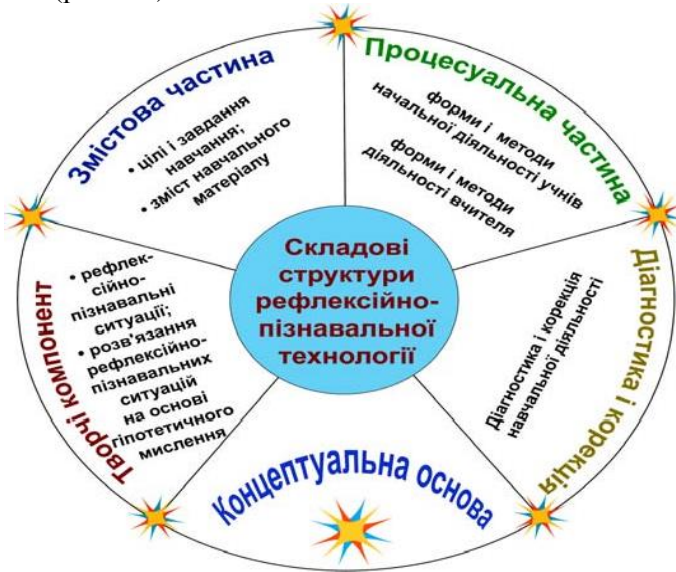 Змістова частина
• цілі і завдання
навчання;
• зміст навчального
матеріалу
Процесуальна частина
форми і методи
начальної діяльності учнів
форми і методи
діяльності вчителя
Складові
структури
рефлексійно-
пізнавальної
технології
Діагностика і корекція
Діагностика і корекція
навчальної діяльності
Творчі компонент
• рефлек-
сійно-
пізнавальні
ситуації;
• розв'язання
рефлексійно-
пізнавальних
ситуацій
на основі
гіпотетичного
мислення
Концептуальна основа